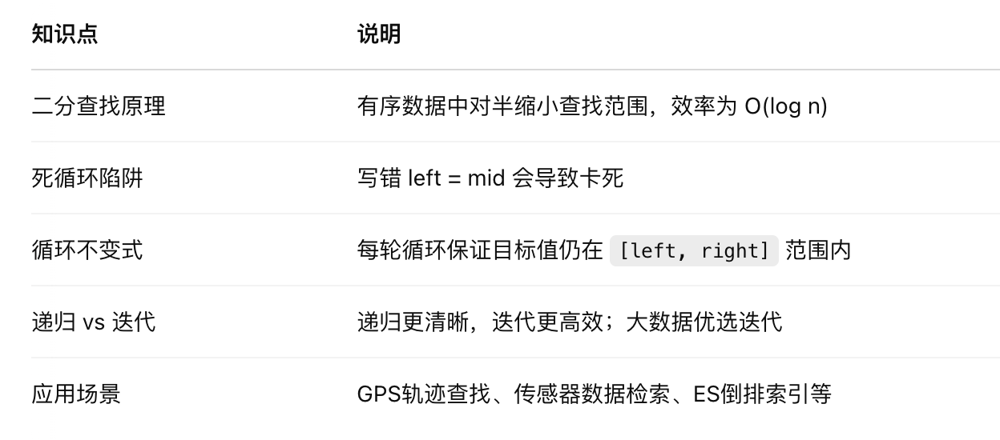 知识点 说明
二分查找原理 有序数据中对半缩小查找范围，效率为 O(log n)
死循环陷阱 写错 left = mid 会导致卡死
循环不变式 每轮循环保证目标值仍在 [left, right] 范围内
递归 vs 迭代 递归更清晰，迭代更高效；大数据优选迭代
应用场景 GPS轨迹查找、传感器数据检索、ES倒排索引等